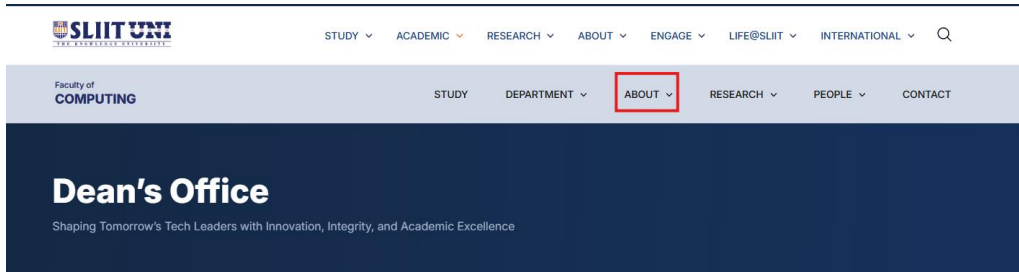 SLIIT UNI
THE KNOWLEDGE UNIVERSITY
STUDY ACADEMIC RESEARCH ABOUT ENGAGE LIFE@SLIIT INTERNATIONAL
Faculty of
COMPUTING
STUDY DEPARTMENT ABOUT RESEARCH PEOPLE CONTACT
Dean's Office
Shaping Tomorrow's Tech Leaders with Innovation, Integrity, and Academic Excellence